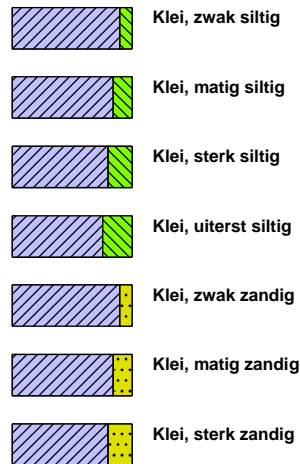 Klei, zwak siltig
Klei, matig siltig
Klei, sterk siltig
Klei, uiterst siltig
Klei, zwak zandig
Klei, matig zandig
Klei, sterk zandig